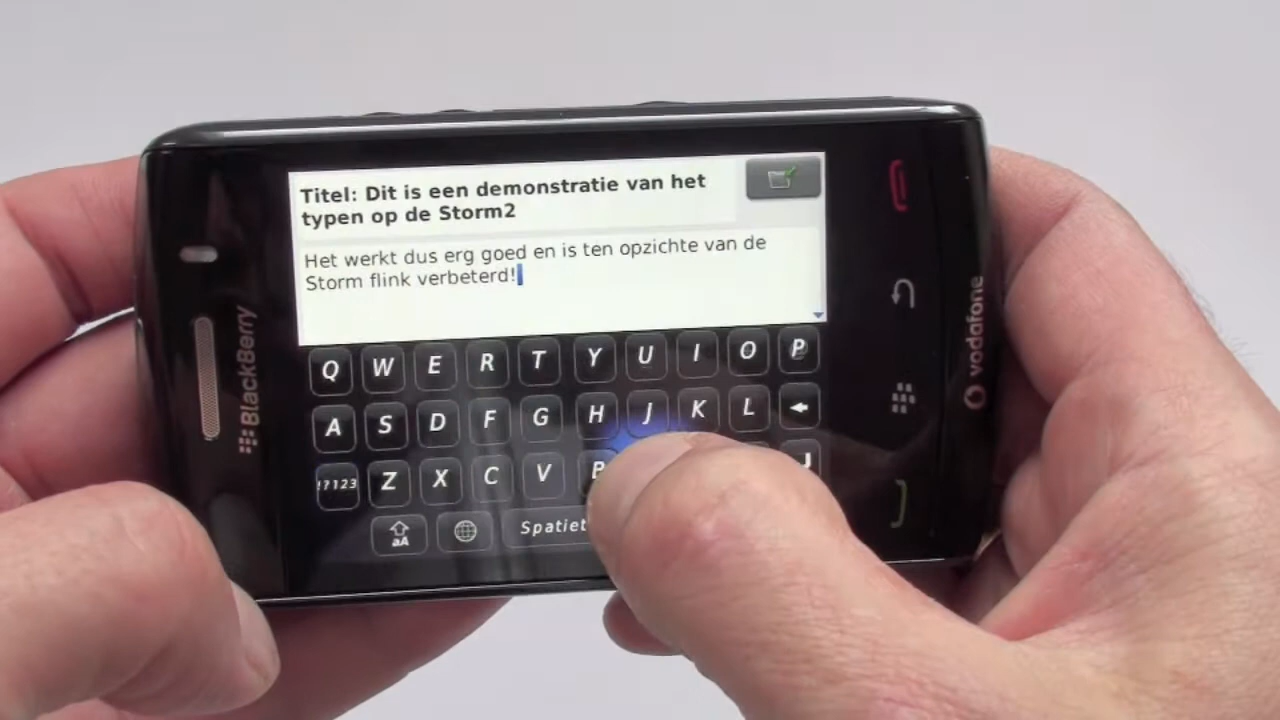 Titel: Dit is een demonstratie van het
typen op de Storm2
Het werkt dus erg goed en is ten opzichte van de
Storm flink verbeterd!
Q W E R T Y U I O P
A S D F G H J K L
!?123 Z X C V B
aA
BlackBerry
vodafone